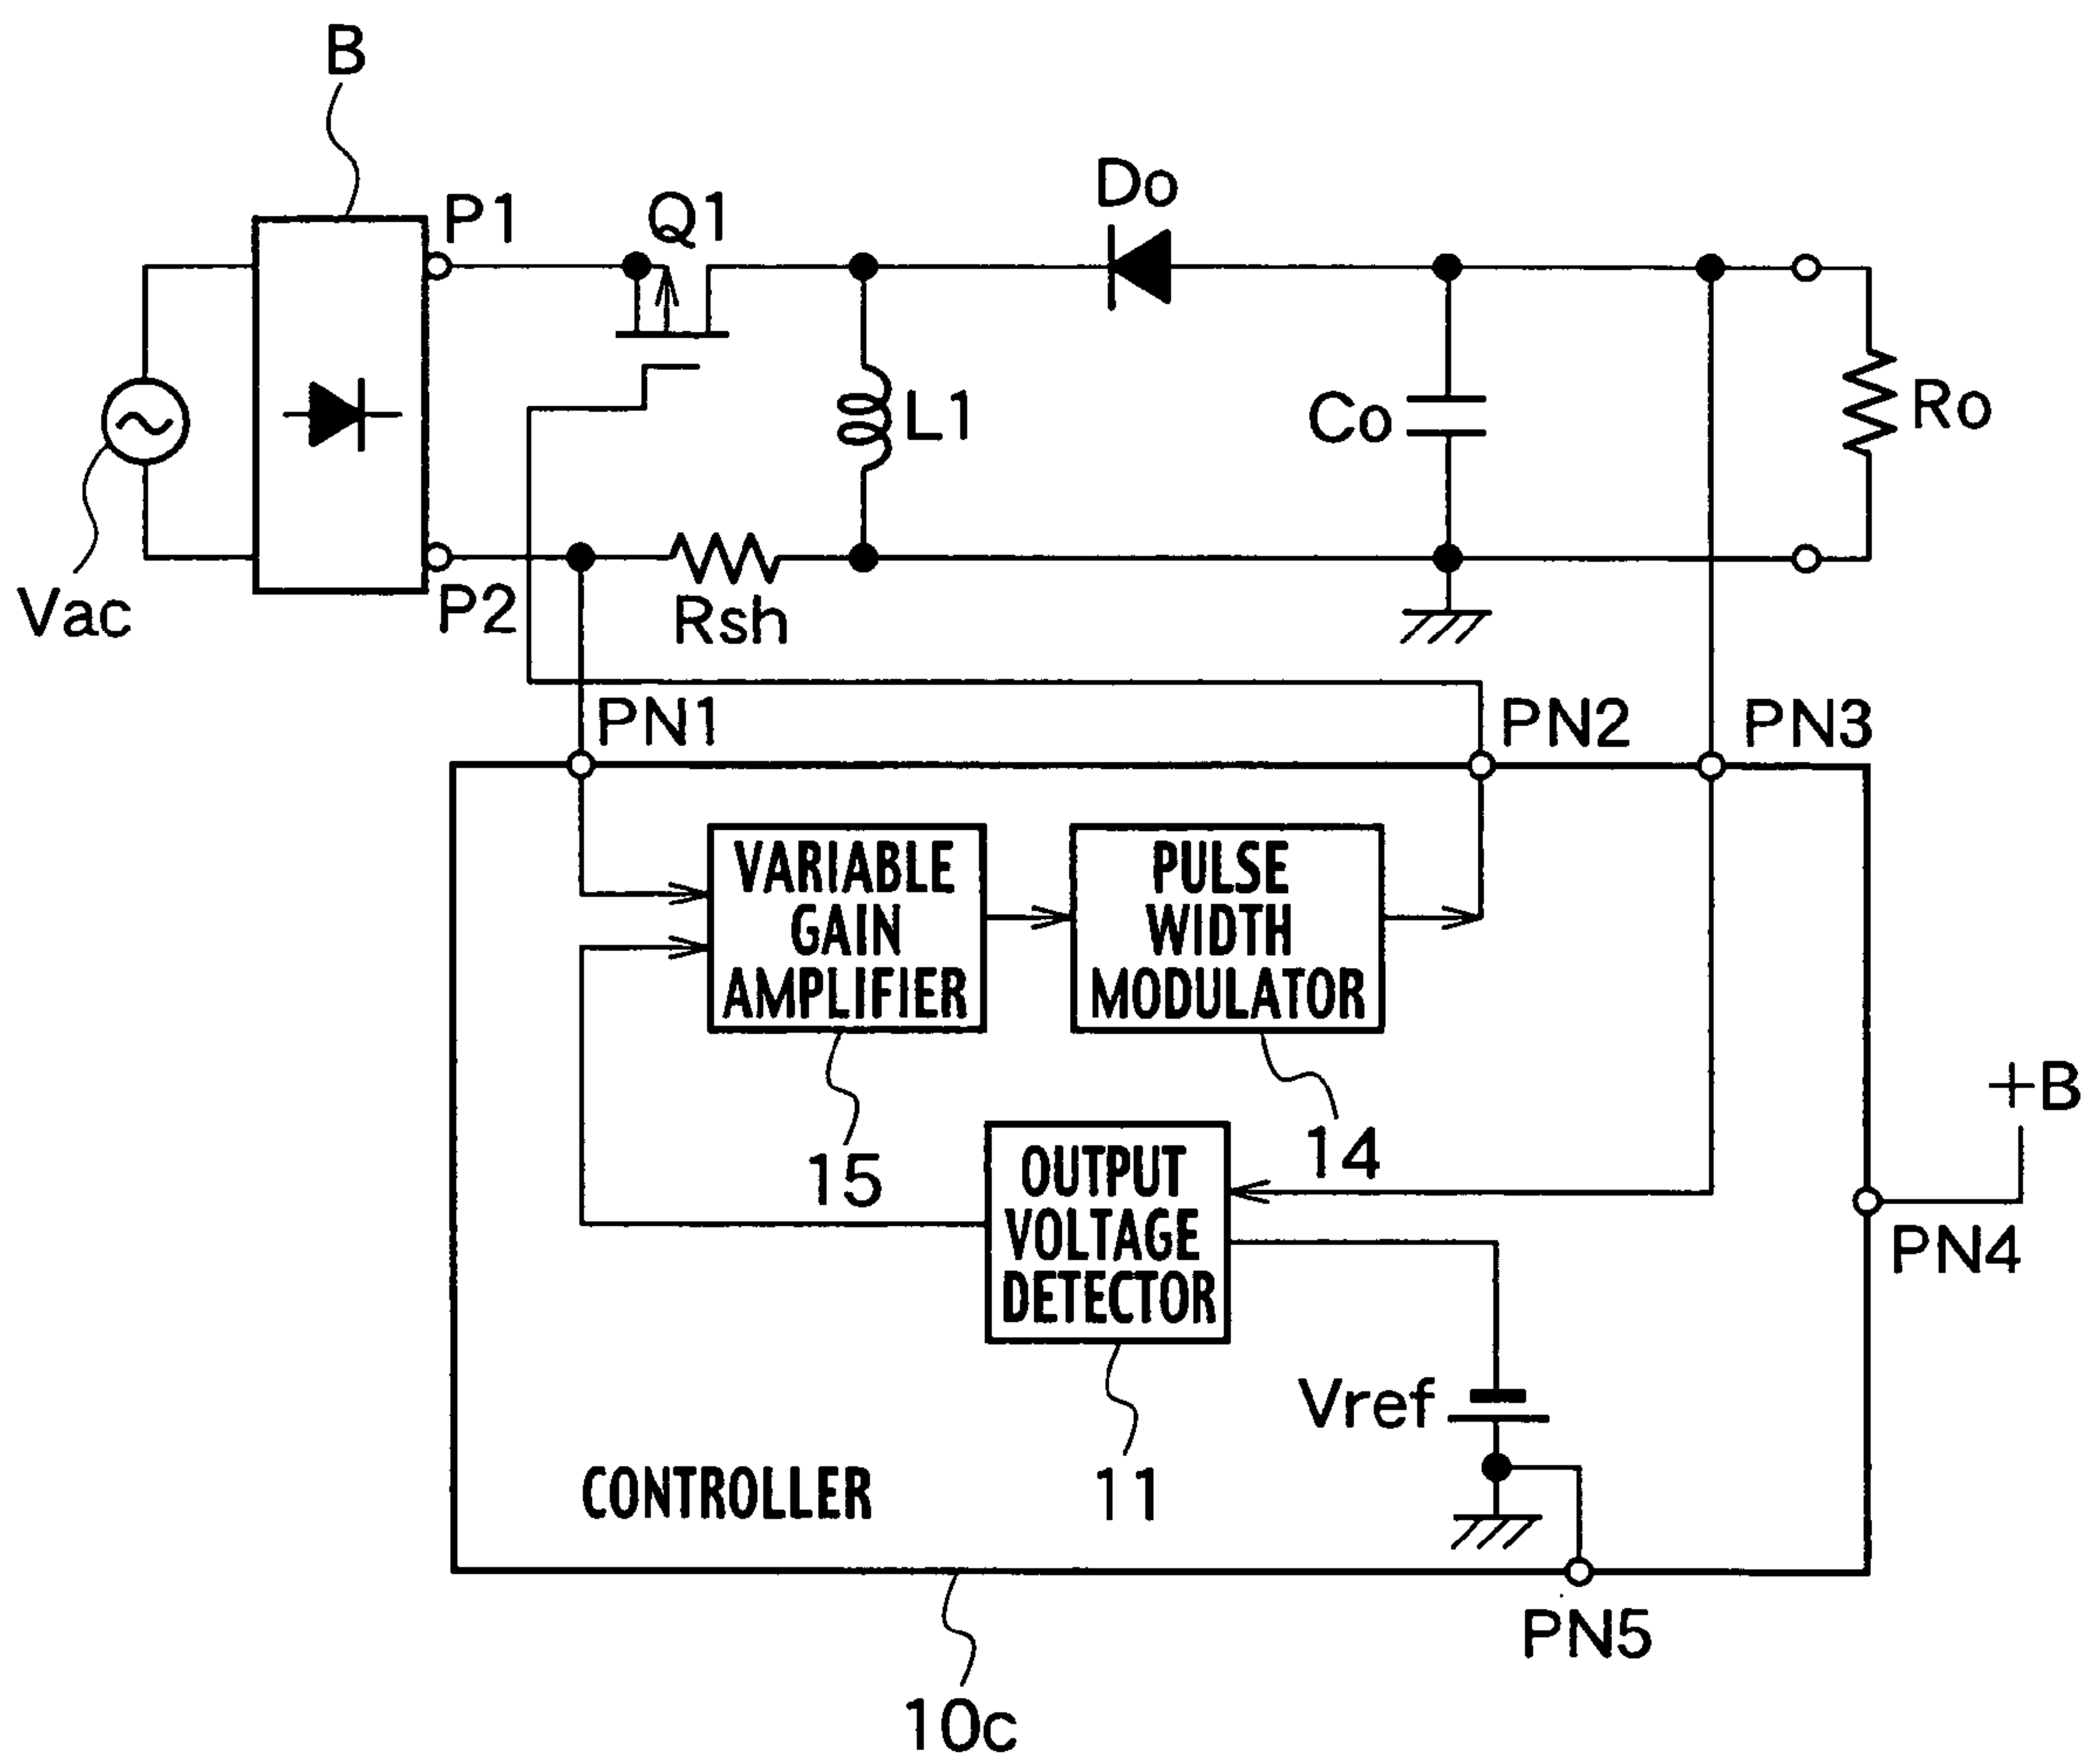 B
P1
Q1
Do
L1
Co
Ro
Vac
P2
Rsh
PN1
PN2
PN3
VARIABLE
GAIN
AMPLIFIER
PULSE
WIDTH
MODULATOR
+B
15
14
OUTPUT
VOLTAGE
DETECTOR
PN4
Vref
CONTROLLER
11
PN5
10c